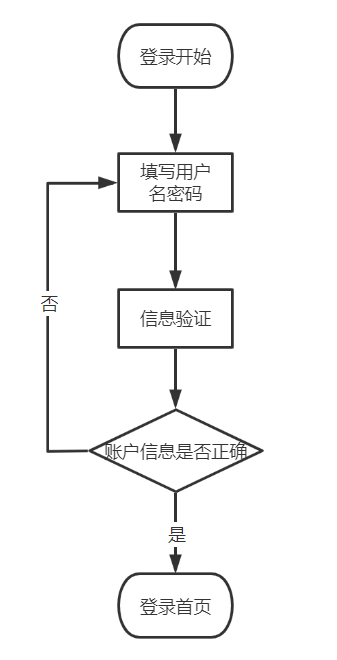 登录开始
填写用户
名密码
否
信息验证
账户信息是否正确
是
登录首页